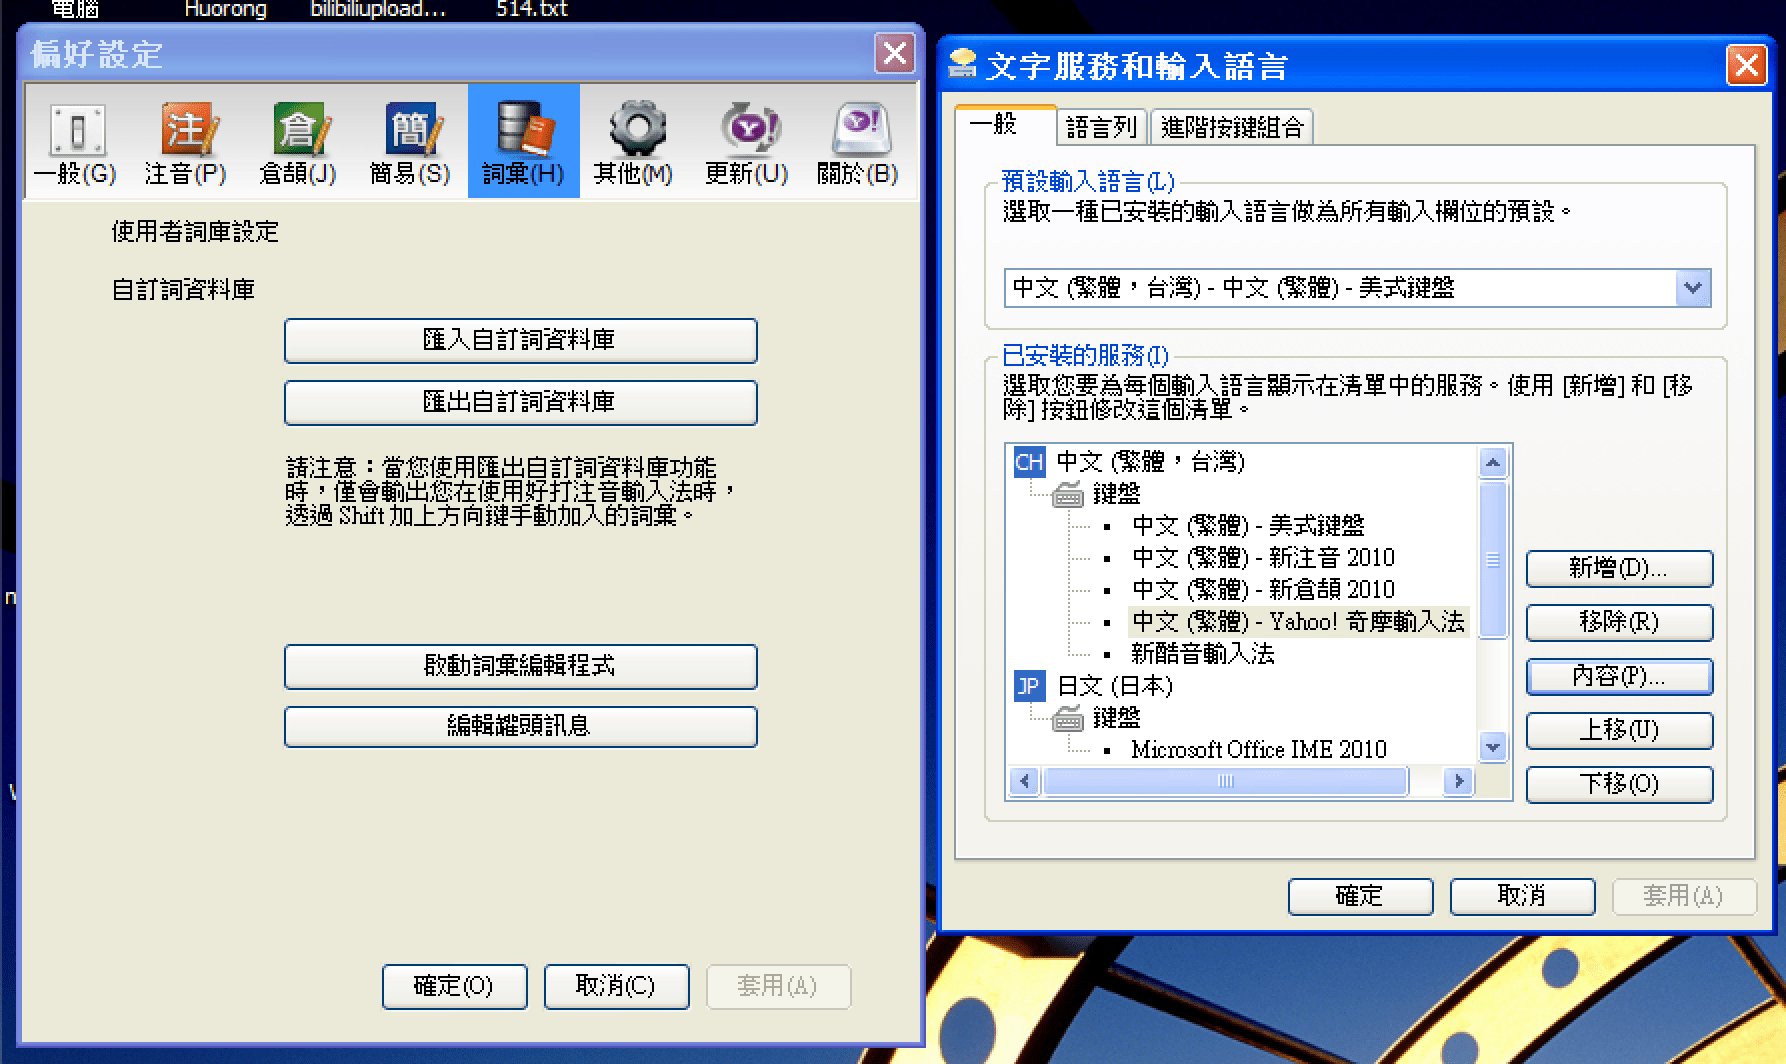 電腦
Huorong
bilibiliupload...
514.txt
偏好設定
一般(G)
注音(P)
倉頡(J)
簡易(S)
詞彙(H)
其他(M)
更新(U)
關於(B)
使用者詞庫設定
自訂詞資料庫
匯入自訂詞資料庫
匯出自訂詞資料庫
請注意：當您使用匯出自訂詞資料庫功能
時，僅會輸出您在使用好打注音輸入法時，
透過 Shift 加上方向鍵手動加入的詞彙。
啟動詞彙編輯程式
編輯罐頭訊息
確定(O)
取消(C)
套用(A)
文字服務和輸入語言
一般
語言列
進階按鍵組合
預設輸入語言(L)
選取一種已安裝的輸入語言做為所有輸入欄位的預設。
中文 (繁體，台灣) - 中文 (繁體) - 美式鍵盤
已安裝的服務(I)
選取您要為每個輸入語言顯示在清單中的服務。使用 [新增] 和 [移
除] 按鈕修改這個清單。
CH 中文 (繁體，台灣)
鍵盤
中文 (繁體) - 美式鍵盤
中文 (繁體) - 新注音 2010
中文 (繁體) - 新倉頡 2010
中文 (繁體) - Yahoo! 奇摩輸入法
新酷音輸入法
JP 日文 (日本)
鍵盤
Microsoft Office IME 2010
新增(D)...
移除(R)
內容(P)...
上移(U)
下移(O)
確定
取消
套用(A)